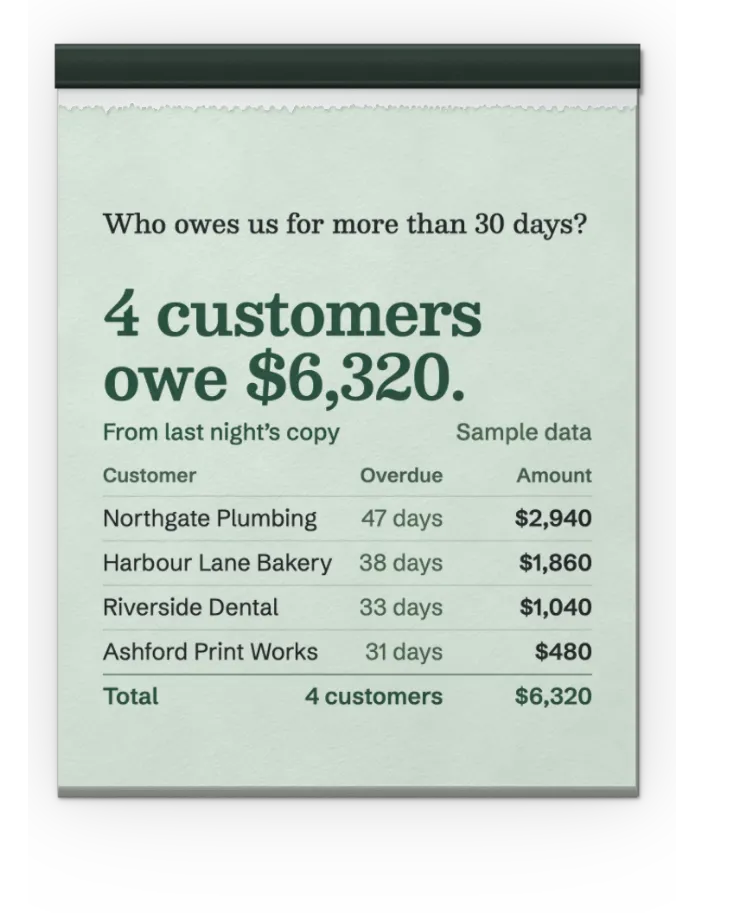 Who owes us for more than 30 days?
4 customers
owe $6,320.
From last night’s copy Sample data
Customer Overdue Amount
Northgate Plumbing 47 days $2,940
Harbour Lane Bakery 38 days $1,860
Riverside Dental 33 days $1,040
Ashford Print Works 31 days $480
Total 4 customers $6,320